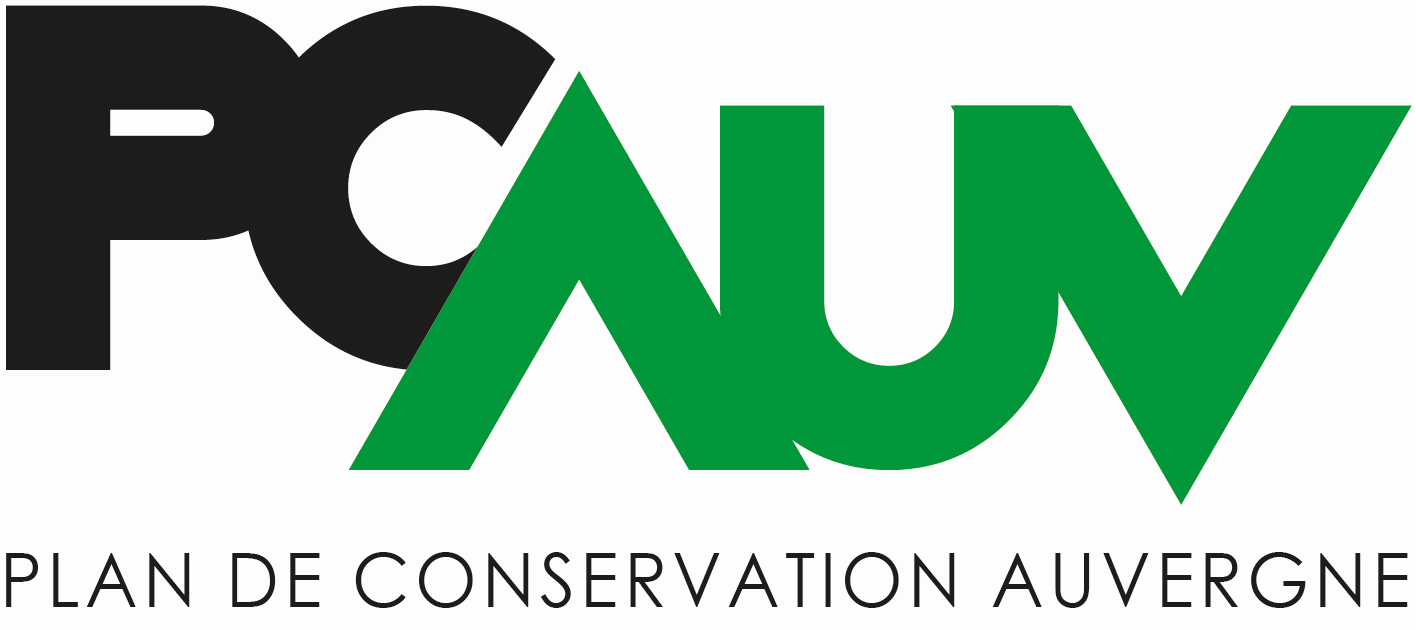 PCAUV
PLAN DE CONSERVATION AUVERGNE